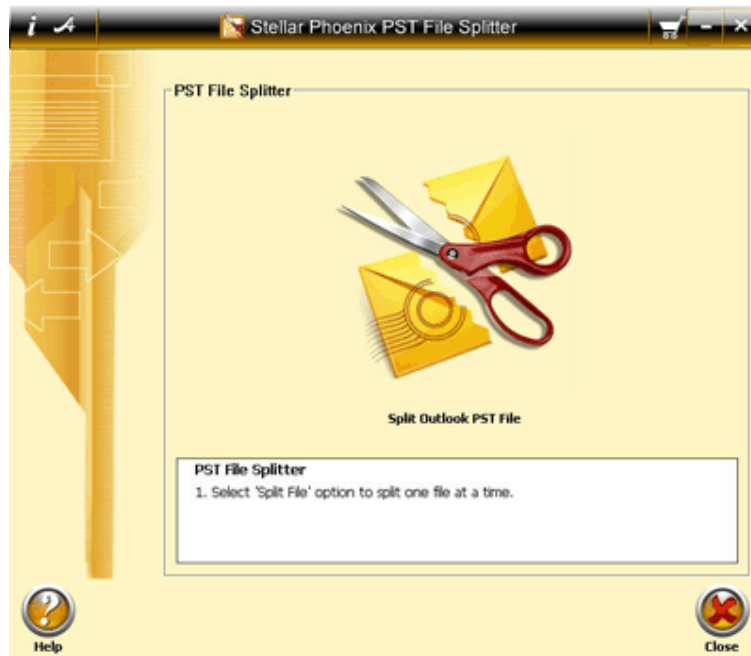 Stellar Phoenix PST File Splitter
PST File Splitter
Split Outlook PST File
PST File Splitter
1. Select 'Split File' option to split one file at a time.
Help
Close